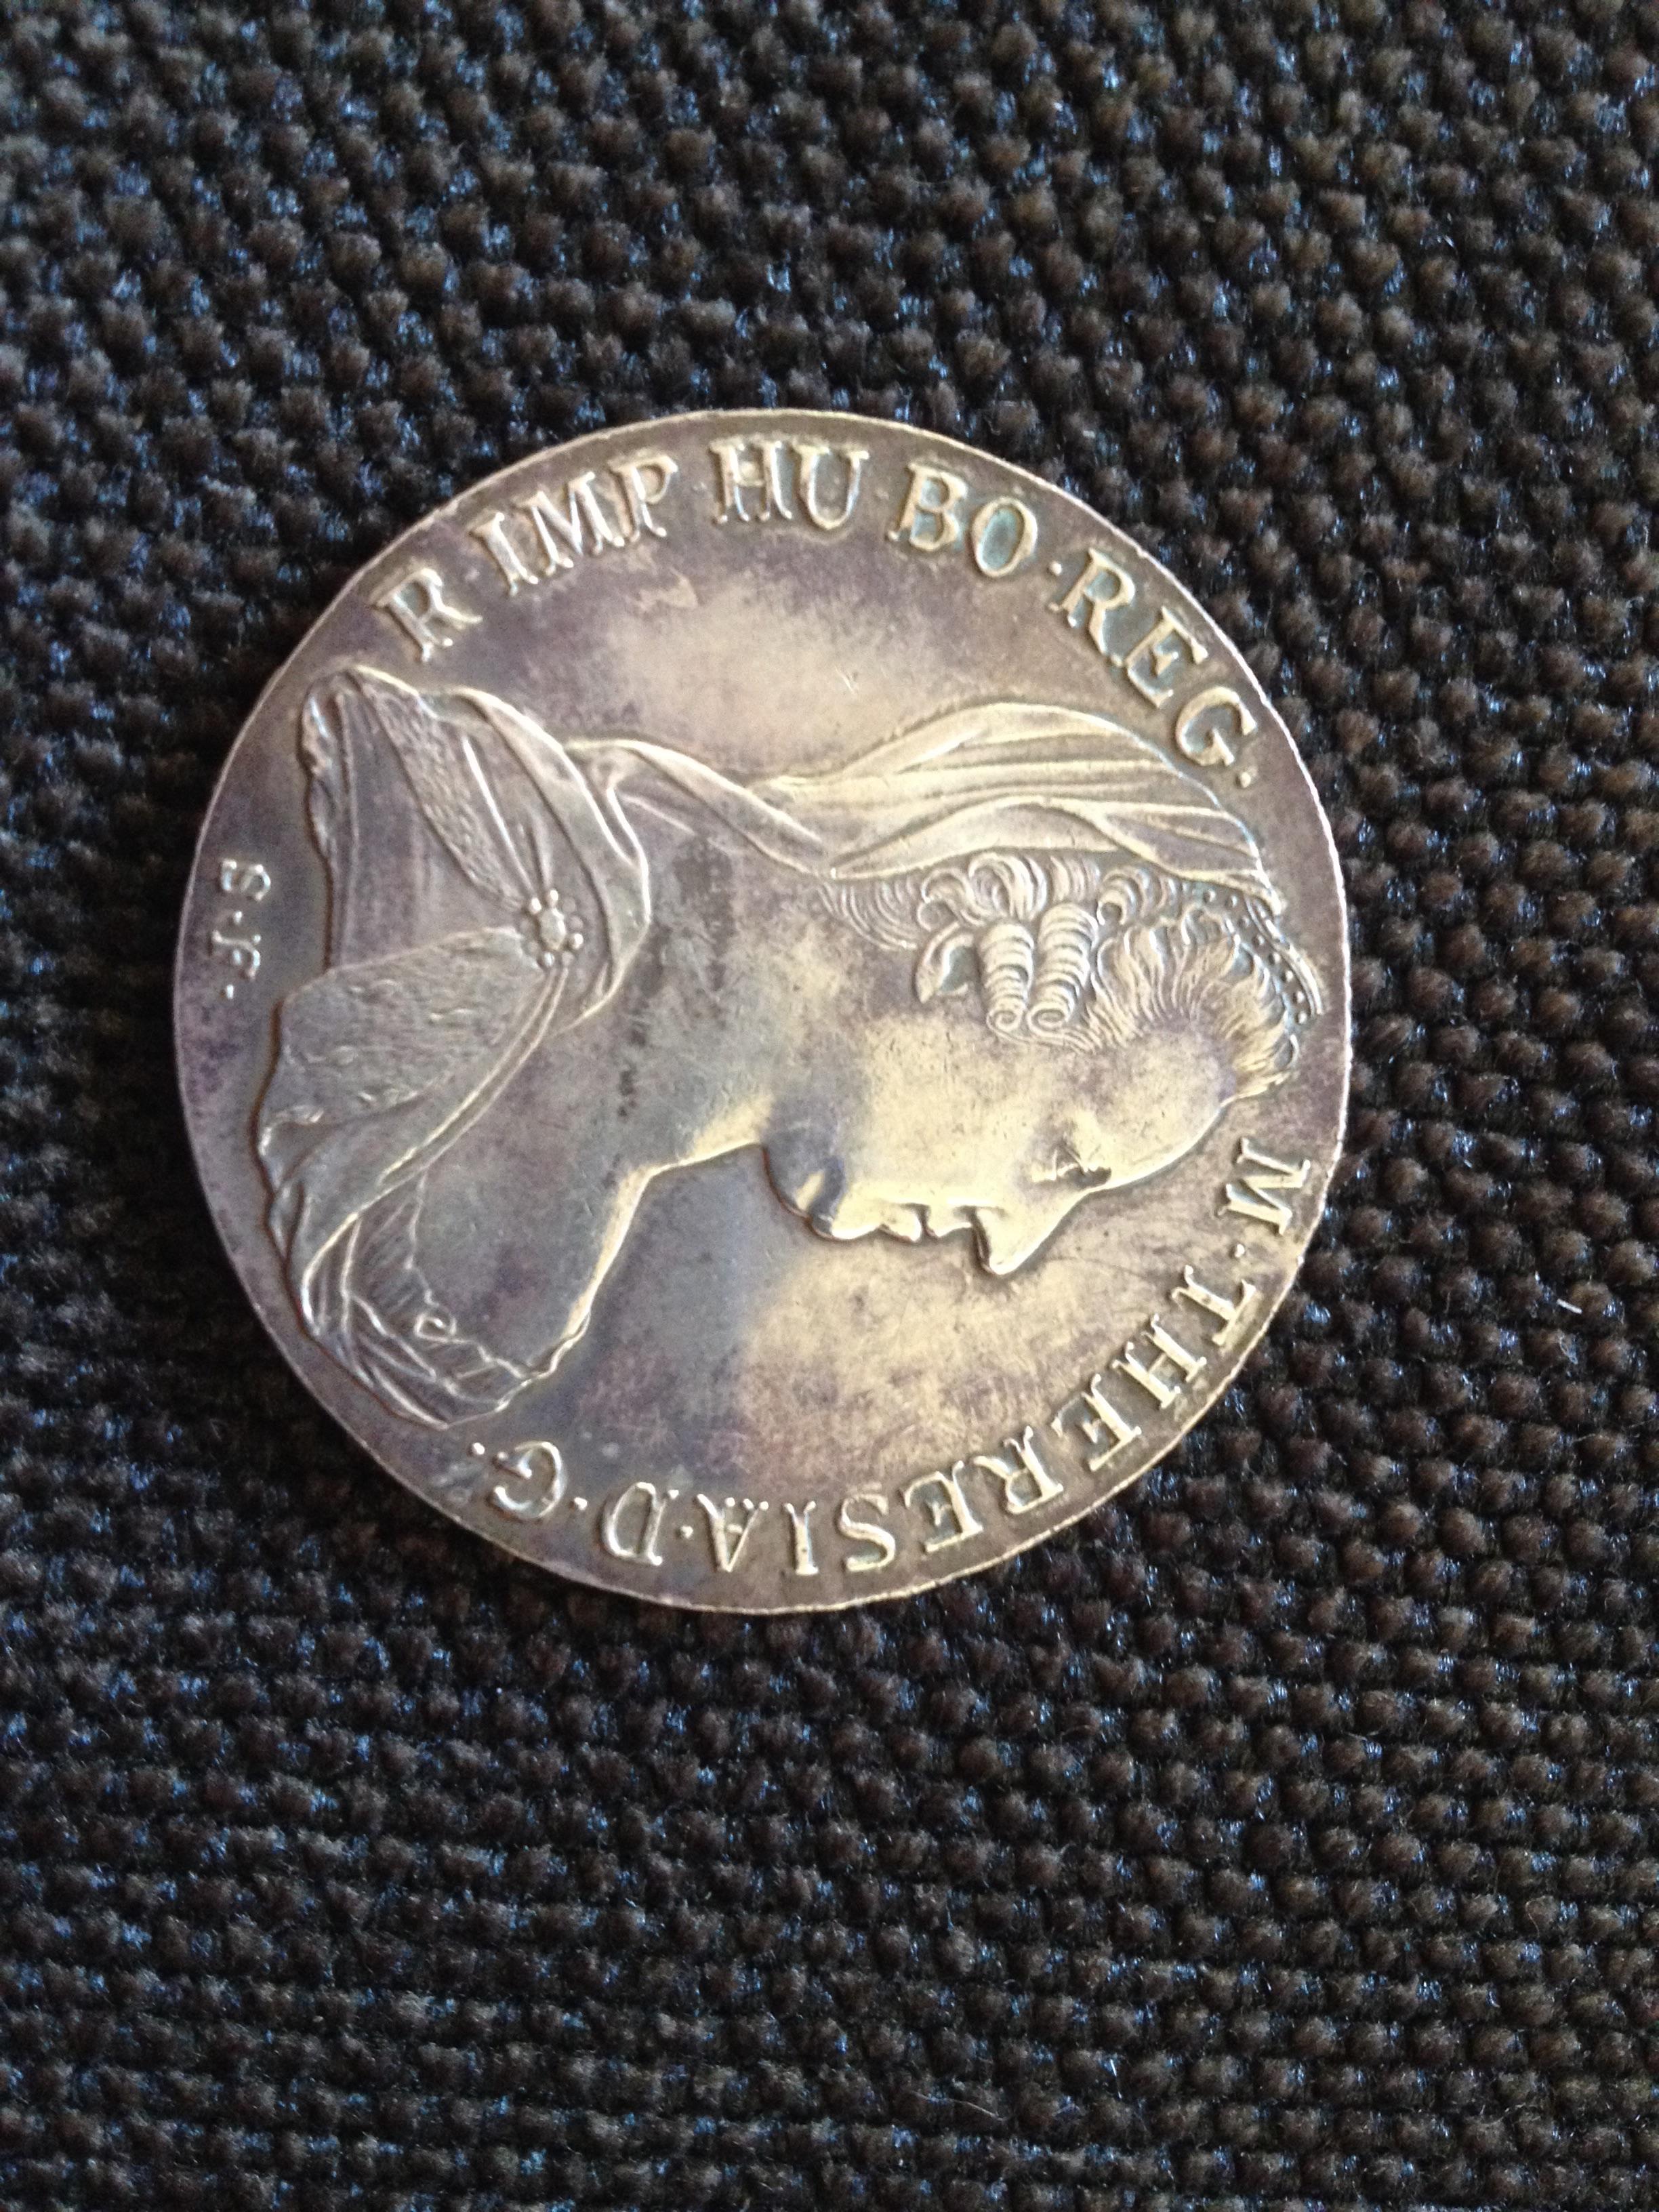 R · IMP · HU · BO · REG ·
M · THERESIA · D · G ·
S · F ·